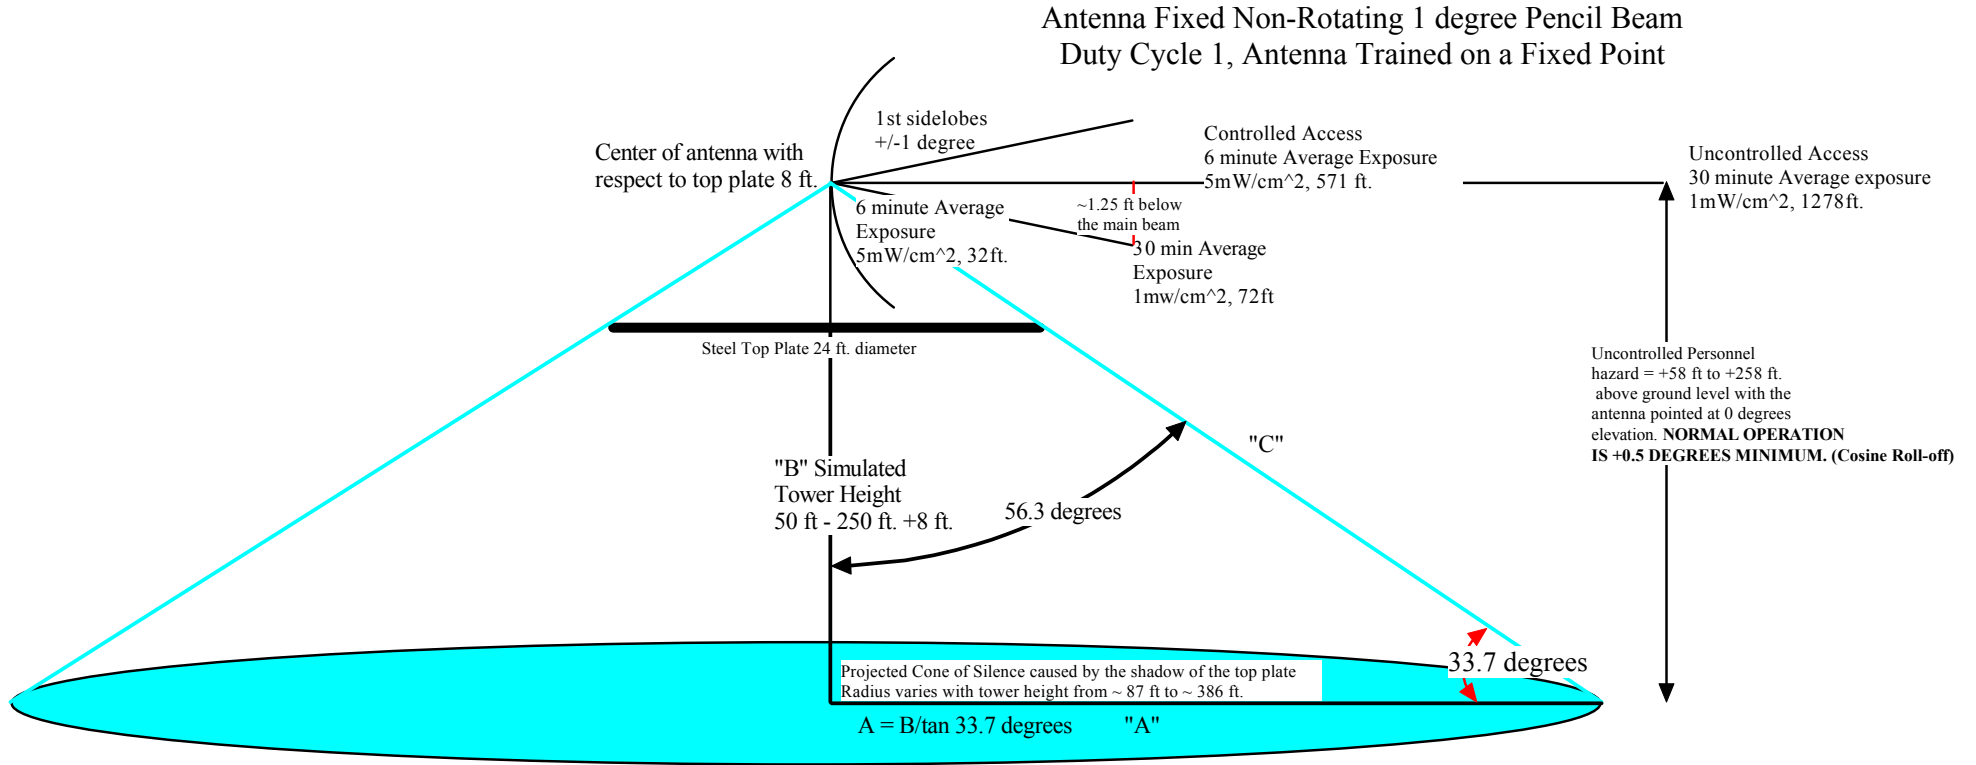 Antenna Fixed Non-Rotating 1 degree Pencil Beam
Duty Cycle 1, Antenna Trained on a Fixed Point
1st sidelobes
+/-1 degree
Center of antenna with
respect to top plate 8 ft.
Controlled Access
6 minute Average Exposure
5mW/cm^2, 571 ft.
Uncontrolled Access
30 minute Average exposure
1mW/cm^2, 1278ft.
6 minute Average
Exposure
5mW/cm^2, 32ft.
~1.25 ft below
the main beam
30 min Average
Exposure
1mw/cm^2, 72ft
Steel Top Plate 24 ft. diameter
Uncontrolled Personnel
hazard = +58 ft to +258 ft.
above ground level with the
antenna pointed at 0 degrees
elevation. NORMAL OPERATION
IS +0.5 DEGREES MINIMUM. (Cosine Roll-off)
"C"
"B" Simulated
Tower Height
50 ft - 250 ft. +8 ft.
56.3 degrees
33.7 degrees
Projected Cone of Silence caused by the shadow of the top plate
Radius varies with tower height from ~ 87 ft to ~ 386 ft.
A = B/tan 33.7 degrees "A"